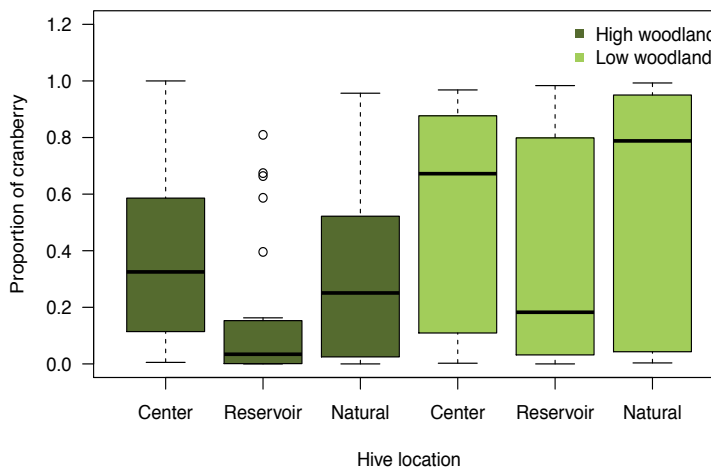 High woodland
Low woodland
Proportion of cranberry
1.2
1.0
0.8
0.6
0.4
0.2
0.0
Center Reservoir Natural Center Reservoir Natural
Hive location